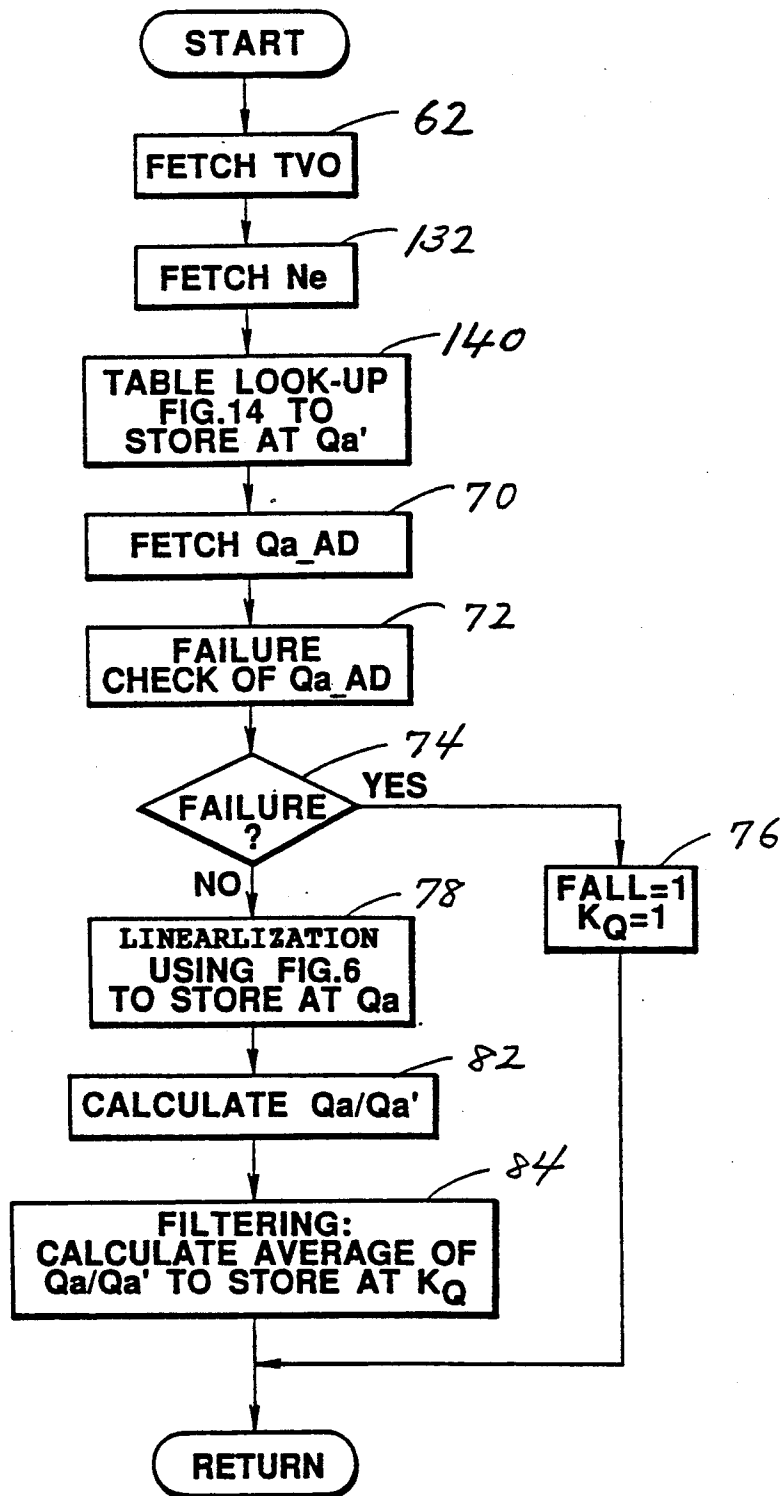 START
62
FETCH TVO
132
FETCH Ne
140
TABLE LOOK-UP
FIG.14 TO
STORE AT Qa'
70
FETCH Qa_AD
72
FAILURE
CHECK OF Qa_AD
74
FAILURE
?
YES
NO
76
FALL=1
KQ=1
78
LINEARLIZATION
USING FIG.6
TO STORE AT Qa
82
CALCULATE Qa/Qa'
84
FILTERING:
CALCULATE AVERAGE OF
Qa/Qa' TO STORE AT KQ
RETURN